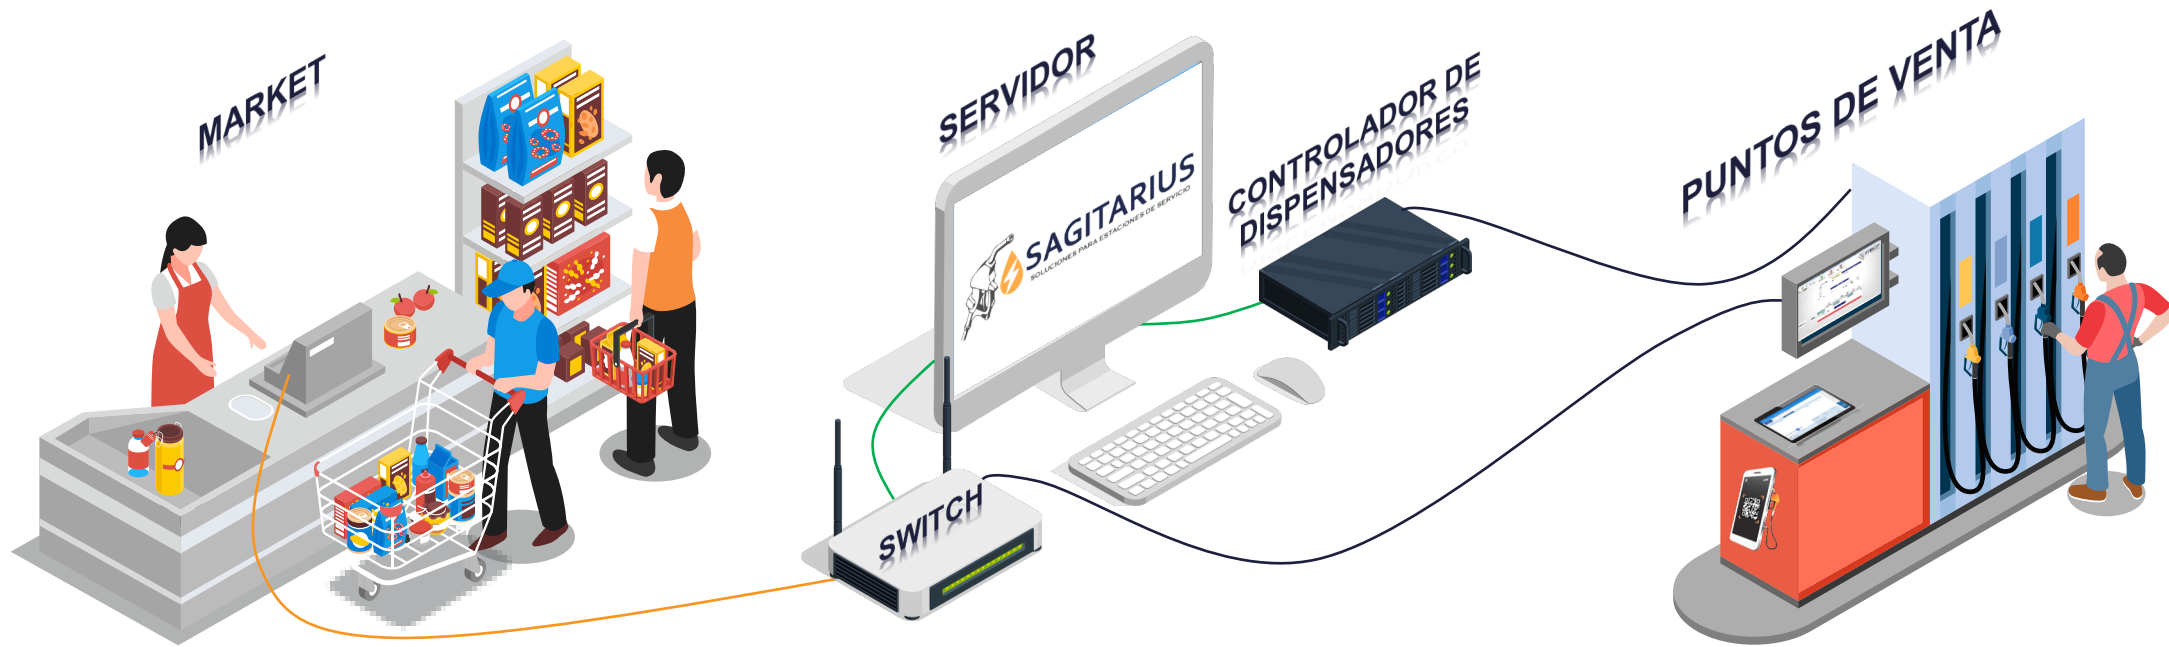 MARKET
SERVIDOR
SAGITARIUS
SOLUCIONES PARA ESTACIONES DE SERVICIO
CONTROLADOR DE
DISPENSADORES
PUNTOS DE VENTA
SWITCH